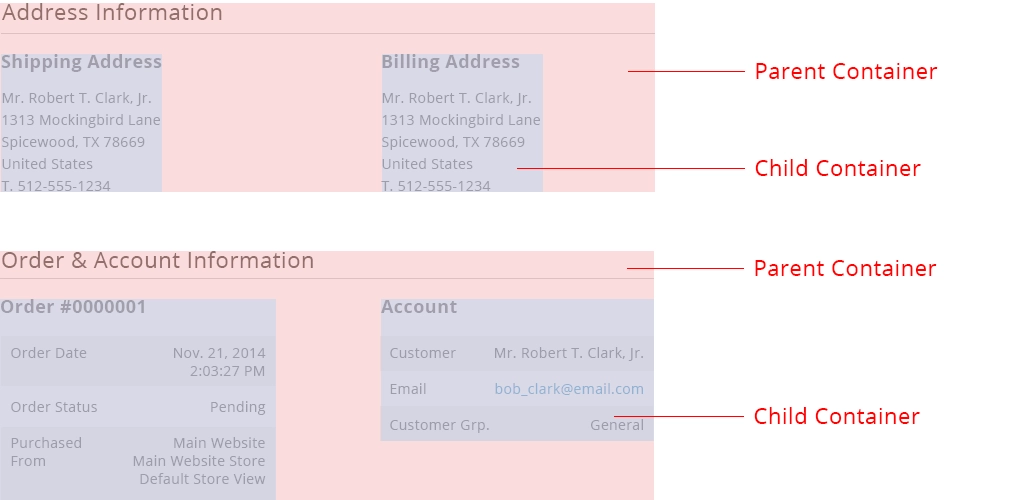 Address Information
Shipping Address
Mr. Robert T. Clark, Jr.
1313 Mockingbird Lane
Spicewood, TX 78669
United States
T. 512-555-1234
Billing Address
Mr. Robert T. Clark, Jr.
1313 Mockingbird Lane
Spicewood, TX 78669
United States
T. 512-555-1234
Parent Container
Child Container
Order & Account Information
Order #0000001
Order Date Nov. 21, 2014
2:03:27 PM
Order Status Pending
Purchased Main Website
From Main Website Store
Default Store View
Account
Customer Mr. Robert T. Clark, Jr.
Email bob_clark@email.com
Customer Grp. General
Parent Container
Child Container